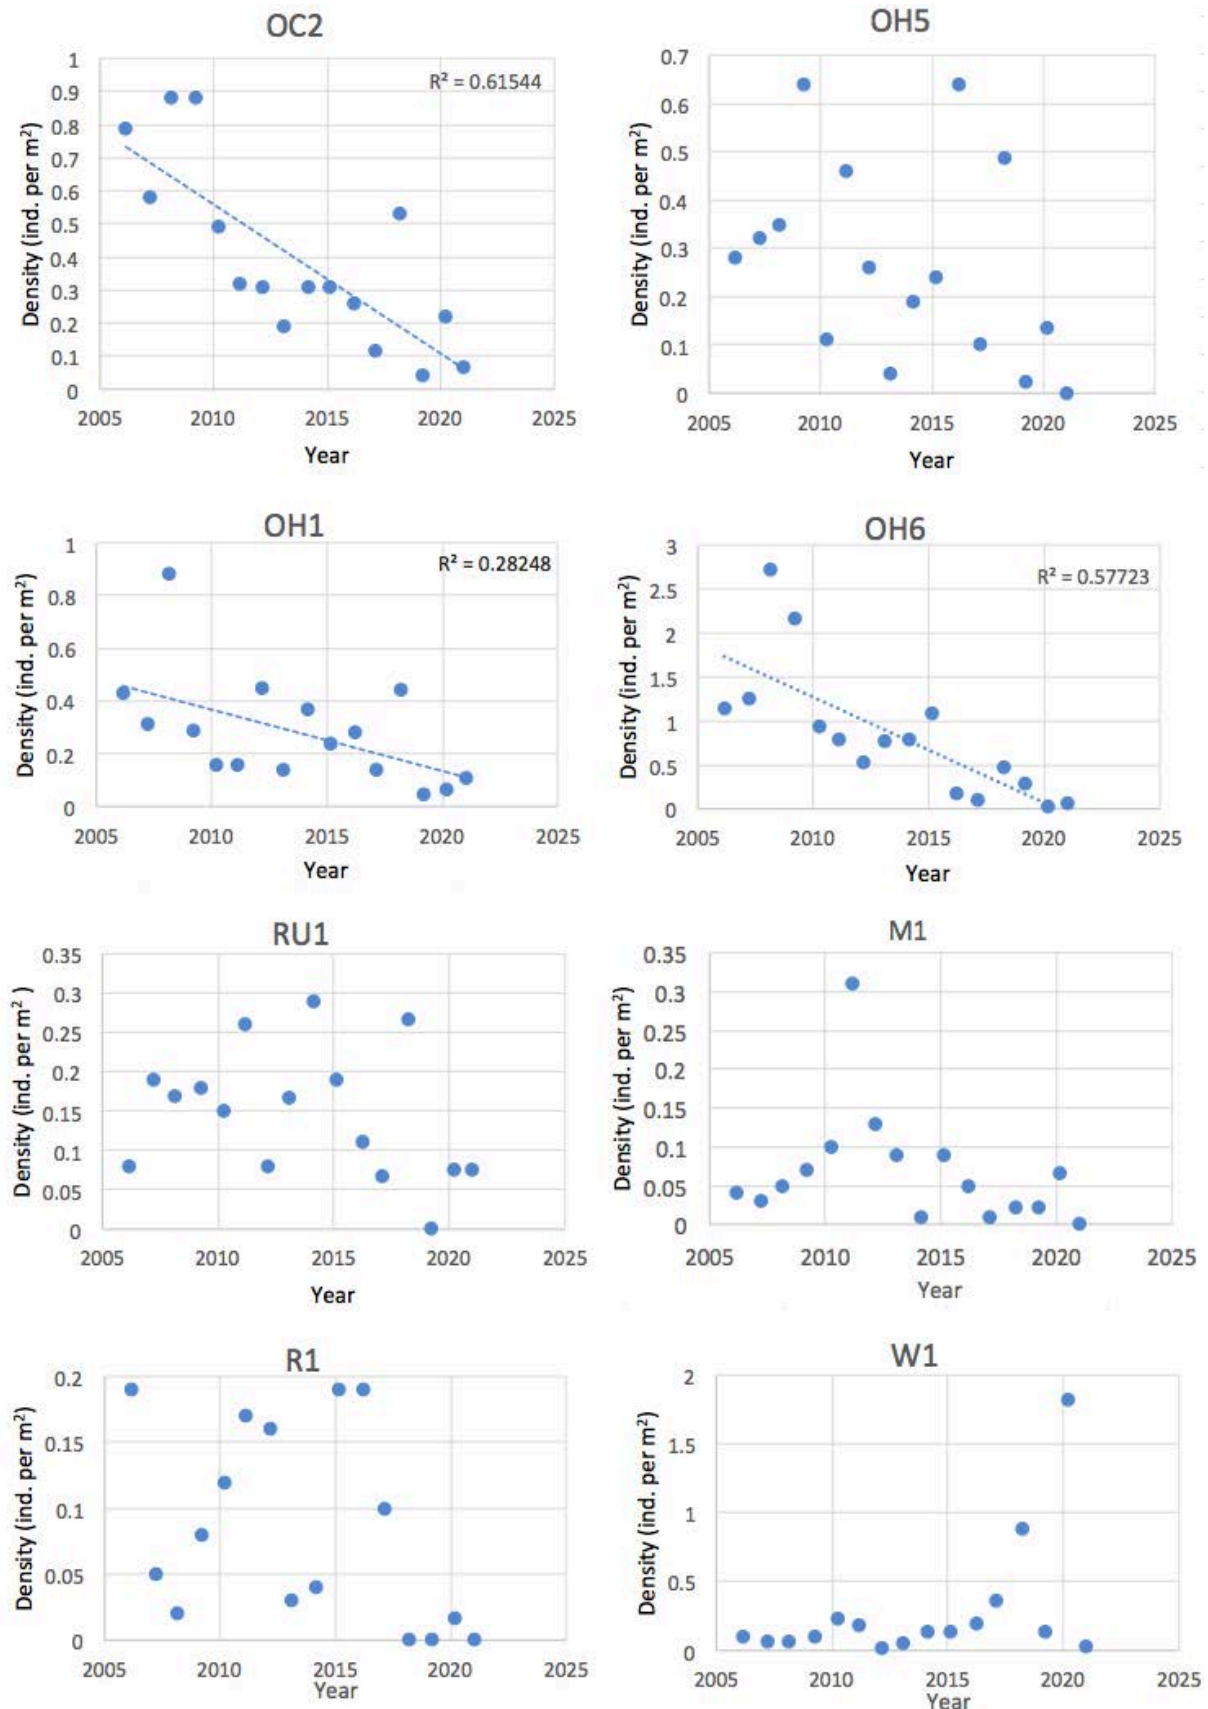 OC2
R² = 0.61544
Density (ind. per m²)
1
0.9
0.8
0.7
0.6
0.5
0.4
0.3
0.2
0.1
0
2005 2010 2015 2020 2025
Year
OH5
Density (ind. per m²)
0.7
0.6
0.5
0.4
0.3
0.2
0.1
0
2005 2010 2015 2020 2025
Year
OH1
R² = 0.28248
Density (ind. per m²)
1
0.8
0.6
0.4
0.2
0
2005 2010 2015 2020 2025
Year
OH6
R² = 0.57723
Density (ind. per m²)
3
2.5
2
1.5
1
0.5
0
2005 2010 2015 2020 2025
Year
RU1
Density (ind. per m² )
0.35
0.3
0.25
0.2
0.15
0.1
0.05
0
2005 2010 2015 2020 2025
Year
M1
Density (ind. per m²)
0.35
0.3
0.25
0.2
0.15
0.1
0.05
0
2005 2010 2015 2020 2025
Year
R1
Density (ind. per m²)
0.2
0.15
0.1
0.05
0
2005 2010 2015 2020 2025
Year
W1
Density (ind. per m²)
2
1.5
1
0.5
0
2005 2010 2015 2020 2025
Year